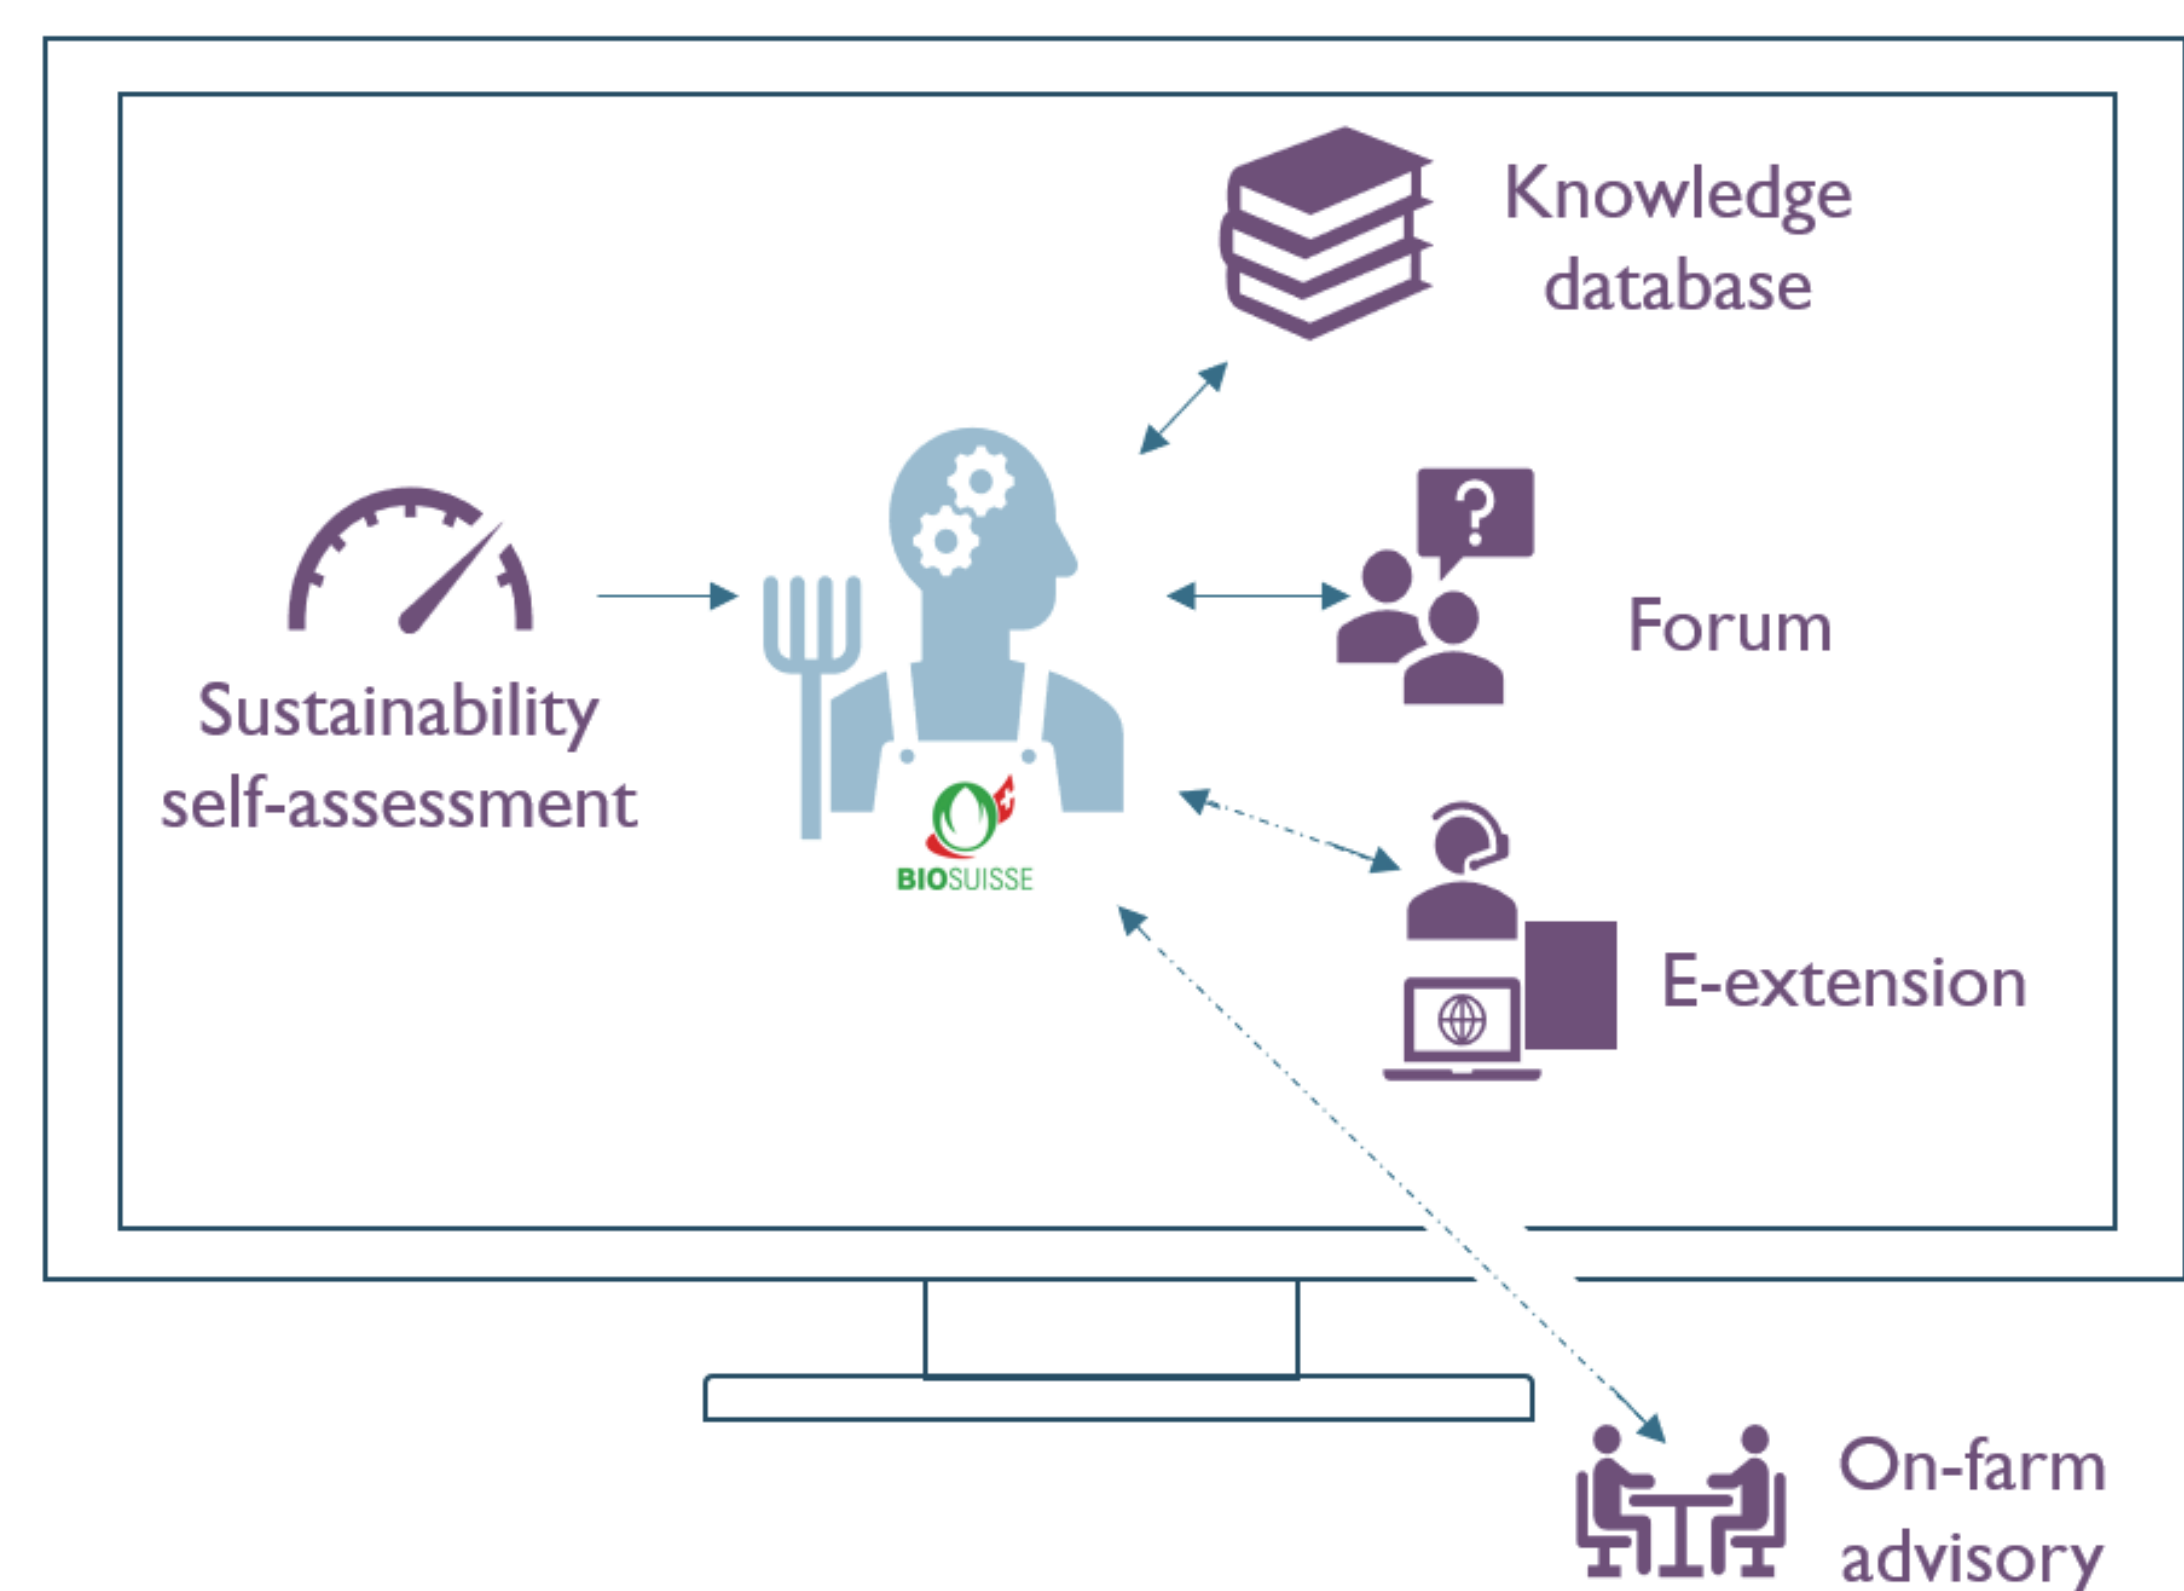 Knowledge
database
?
Forum
Sustainability
self-assessment
BIOSUISSE
E-extension
On-farm
advisory